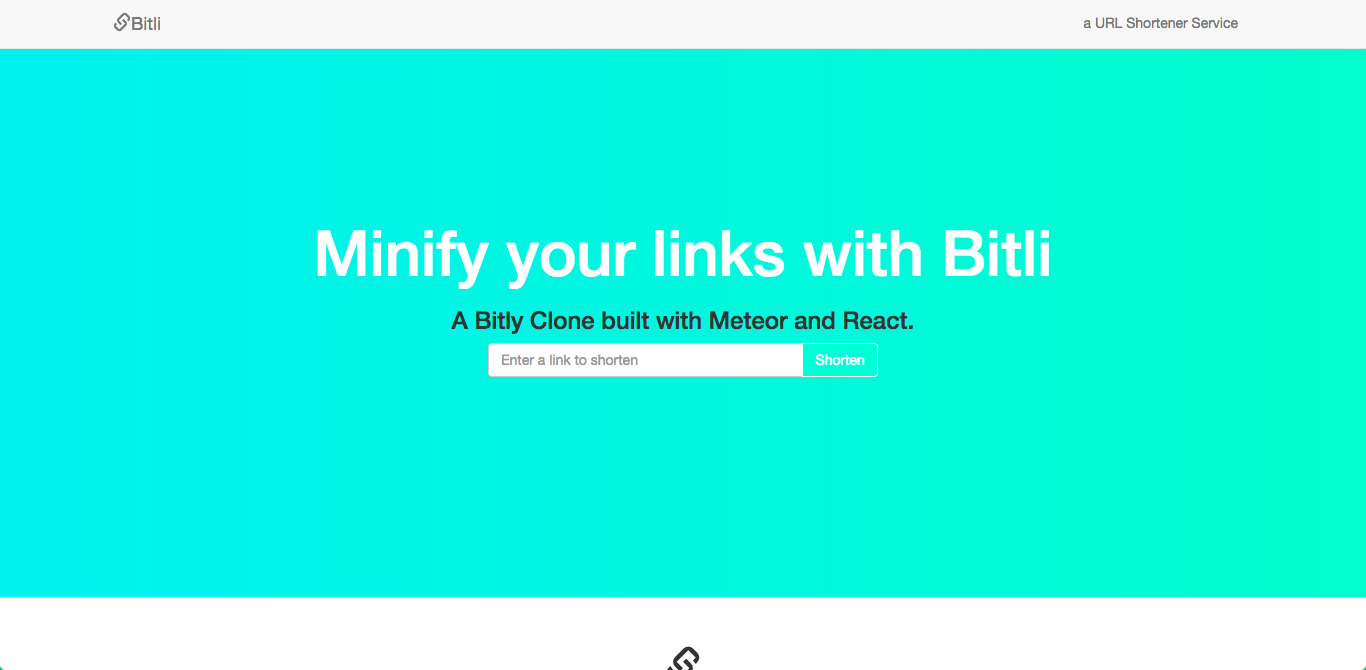 Bitli
a URL Shortener Service
Minify your links with Bitli
A Bitly Clone built with Meteor and React.
Enter a link to shorten
Shorten